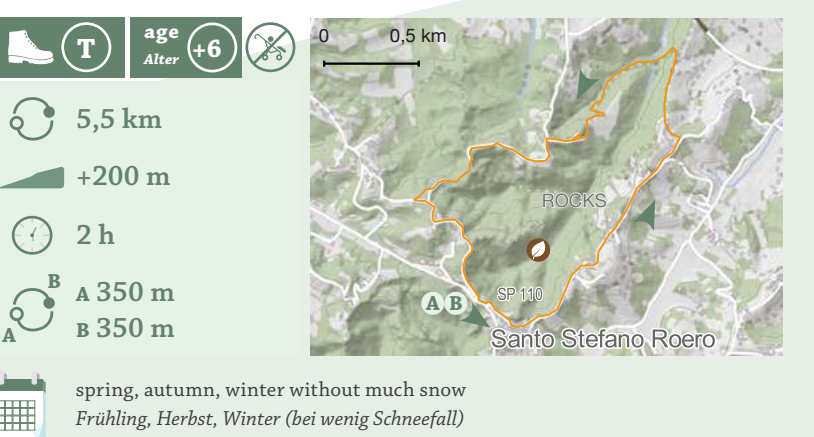 T
age
Alter
+6
0 0,5 km
5,5 km
+200 m
2 h
A
B
A 350 m
B 350 m
ROCKS
SP 110
A B
Santo Stefano Roero
spring, autumn, winter without much snow
Frühling, Herbst, Winter (bei wenig Schneefall)